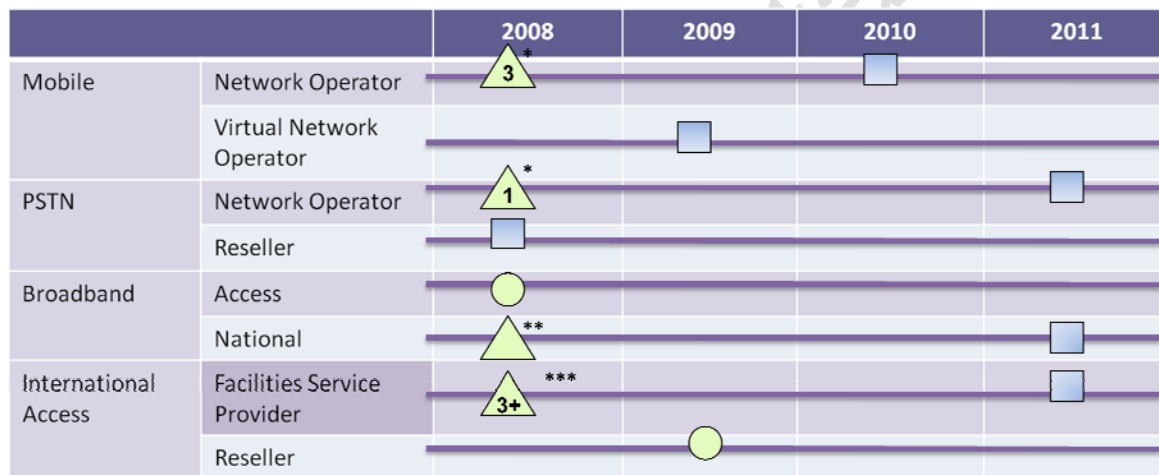 2008 2009 2010 2011
Mobile Network Operator 3 *
Virtual Network
Operator
PSTN Network Operator 1 *
Reseller
Broadband Access
National **
International Facilities Service ***
Access Provider 3+
Reseller